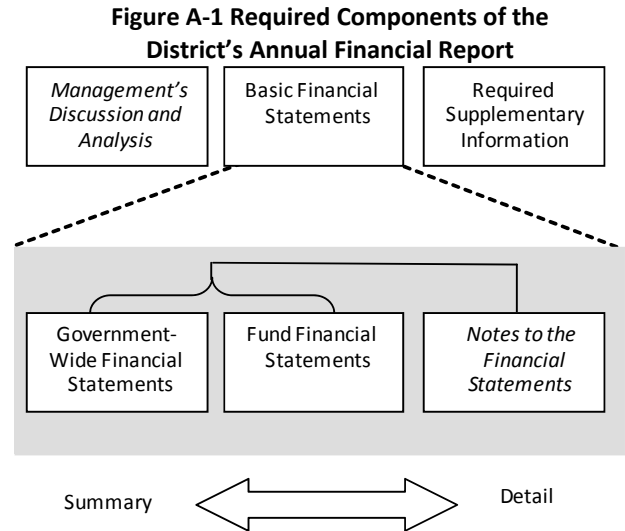 Figure A-1 Required Components of the
District's Annual Financial Report
Management's
Discussion and
Analysis
Basic Financial
Statements
Required
Supplementary
Information
Government-
Wide Financial
Statements
Fund Financial
Statements
Notes to the
Financial
Statements
Summary
Detail